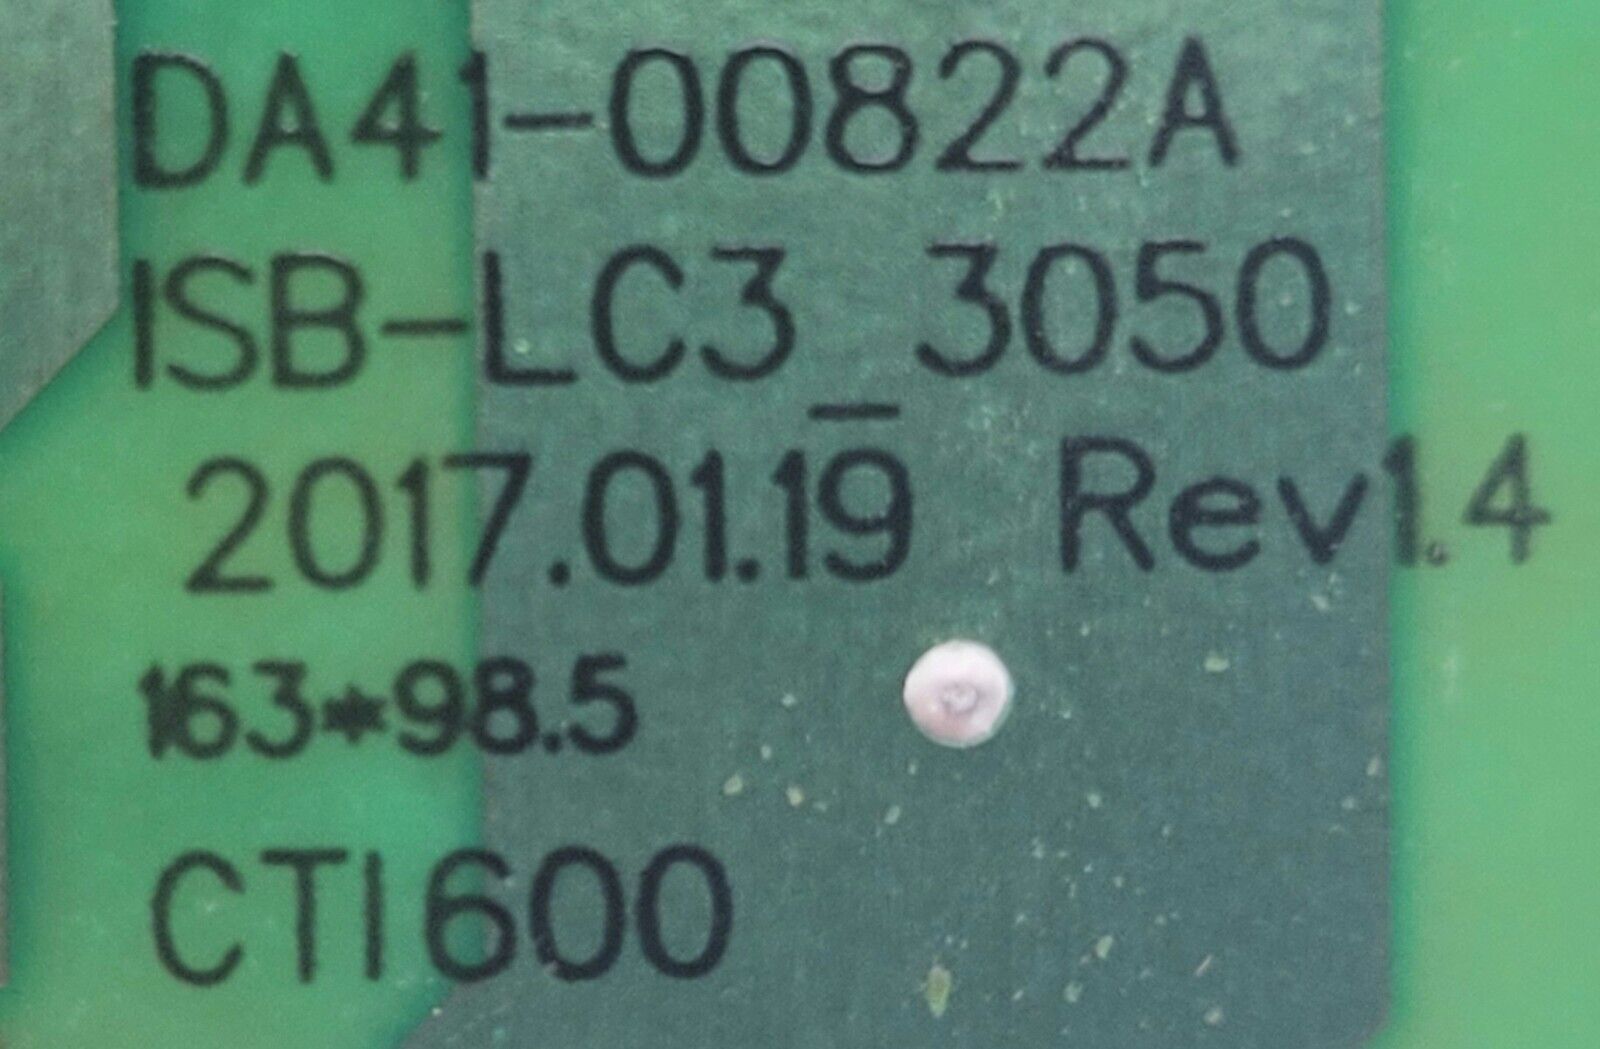 DA41-00822A
ISB-LC3_3050
2017.01.19 Rev1.4
163*98.5
CTI600